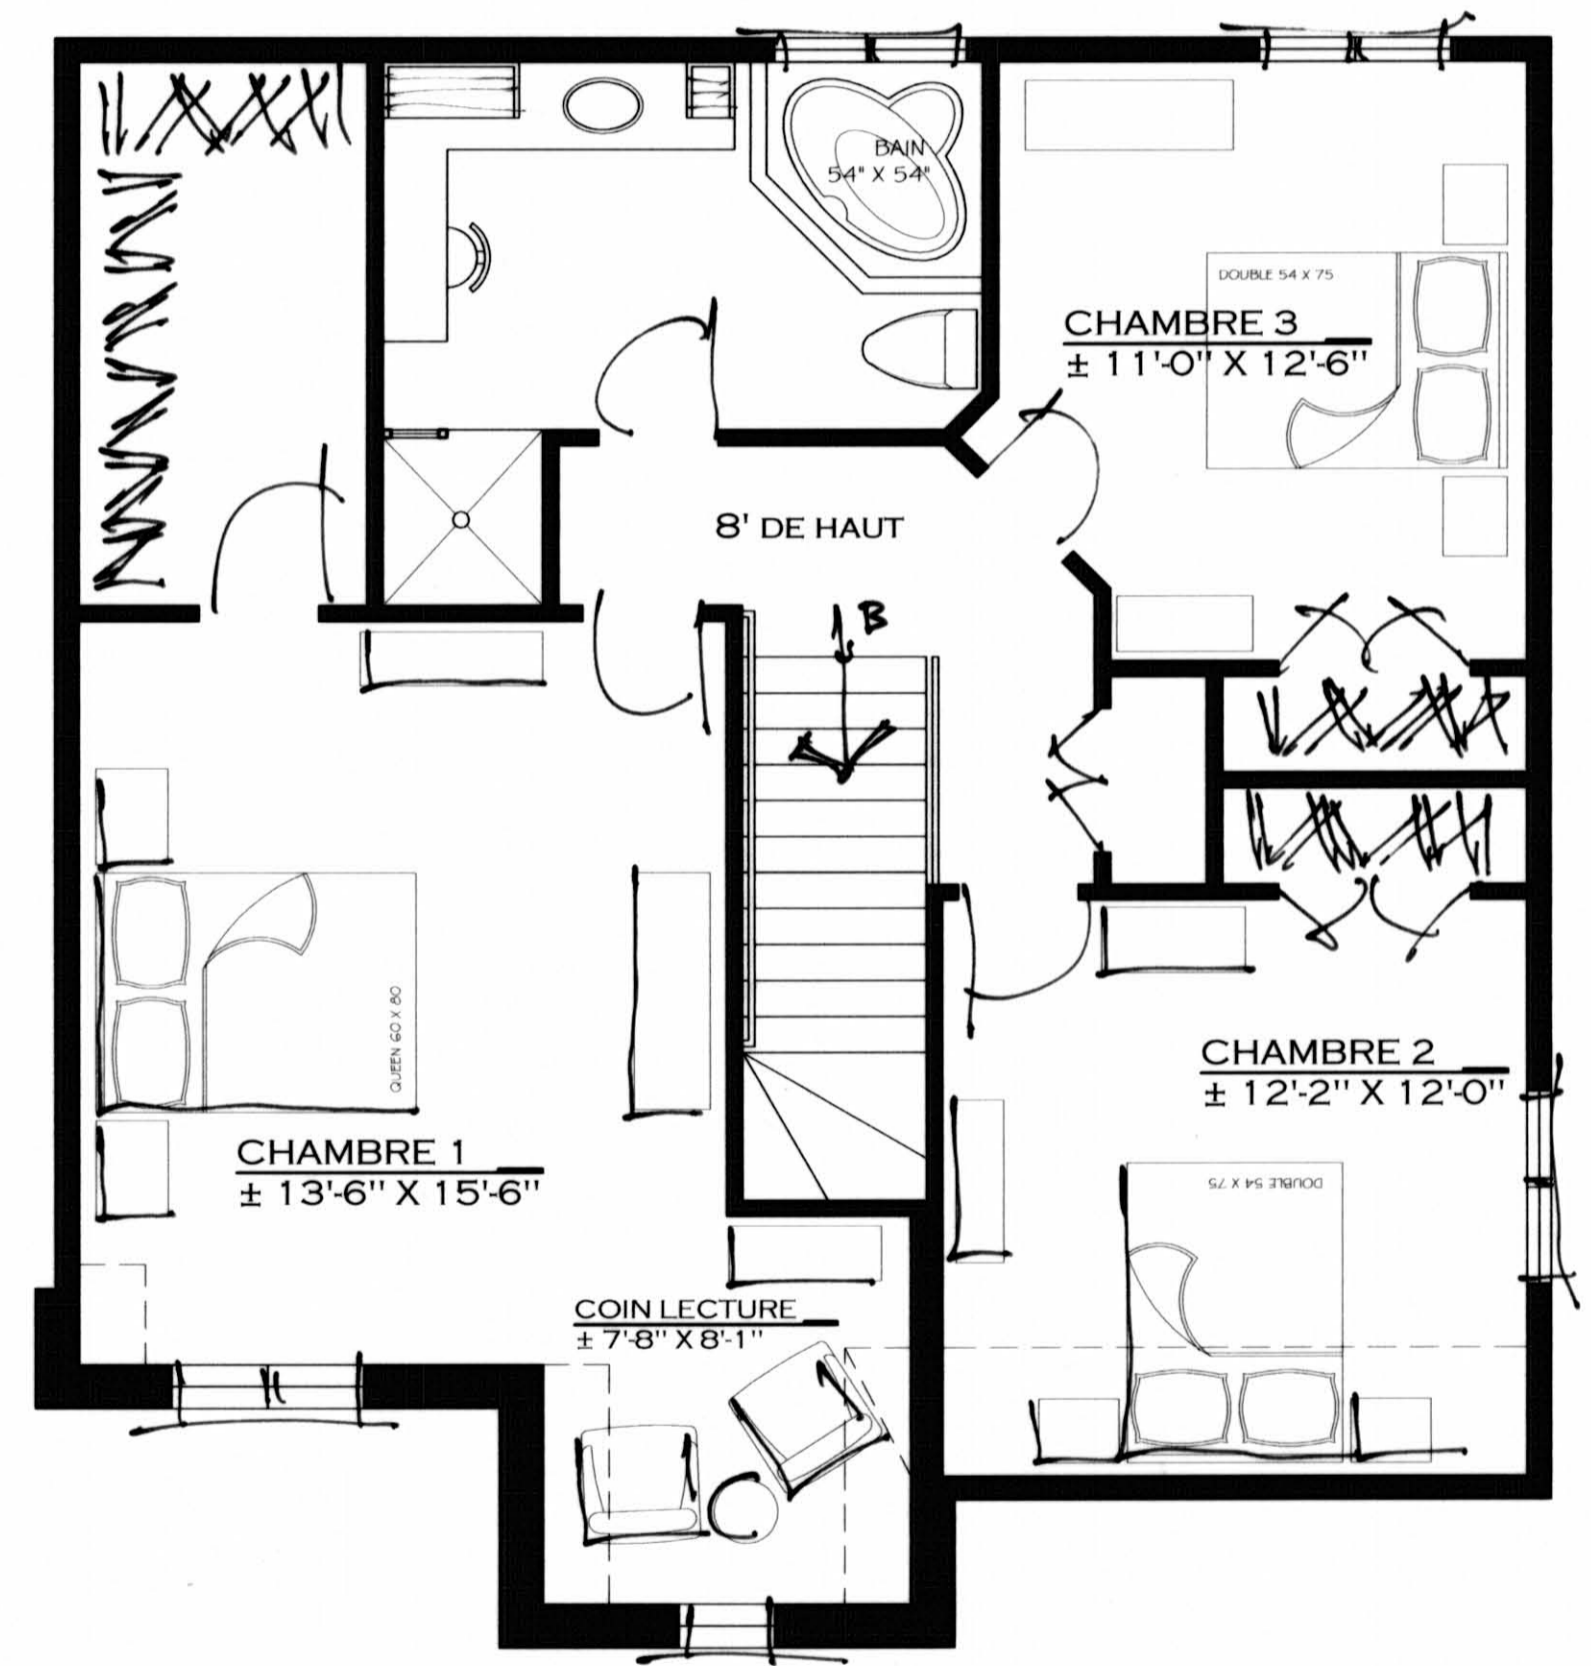 BAIN
54" X 54"
DOUBLE 54 X 75
CHAMBRE 3
± 11'-0" X 12'-6"
8' DE HAUT
B
QUEEN 60 X 80
CHAMBRE 2
± 12'-2" X 12'-0"
CHAMBRE 1
± 13'-6" X 15'-6"
DOUBLE 54 X 75
COIN LECTURE
± 7'-8" X 8'-1"